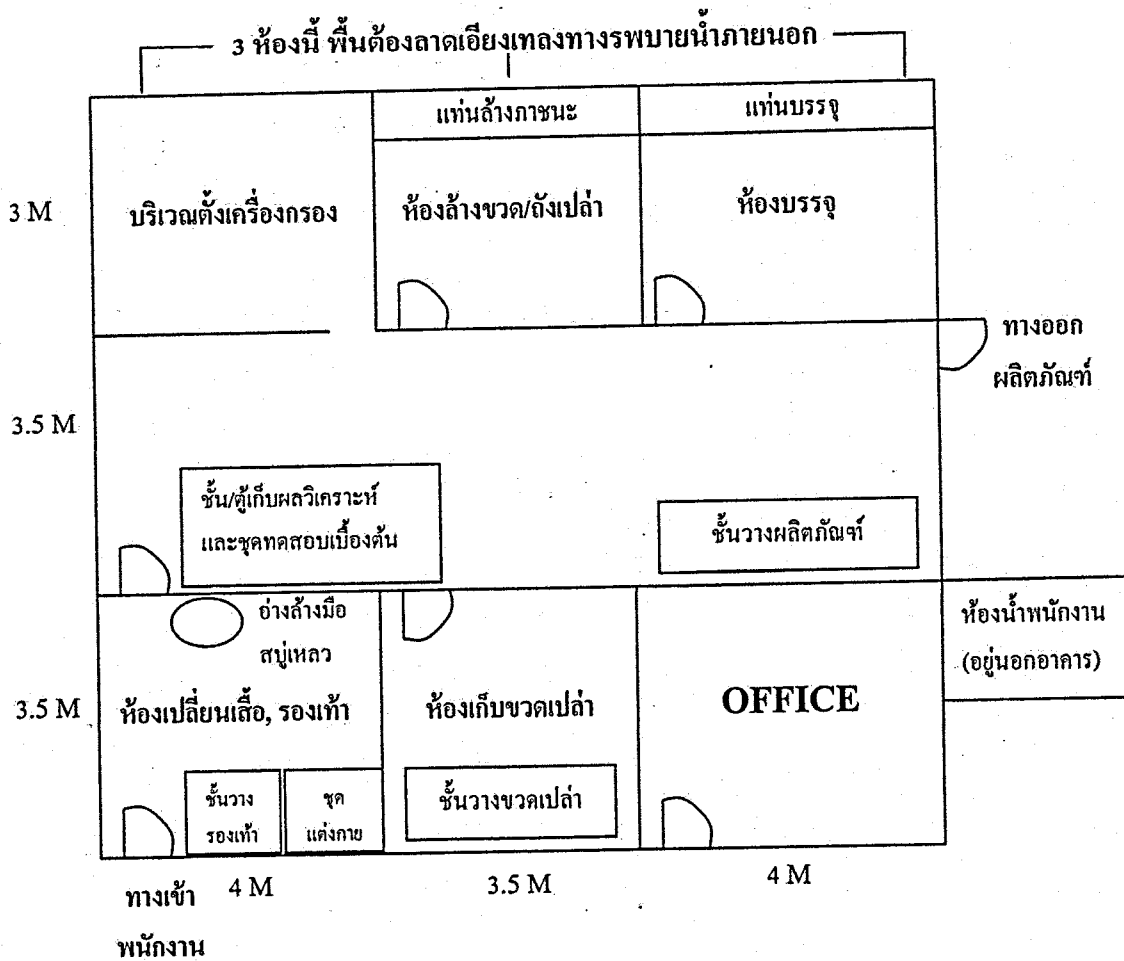 3 ห้องนี้ พื้นต้องลาดเอียงเทลงทางรพบายน้ำภายนอก
แท่นล้างภาชนะ
แท่นบรรจุ
3 M
บริเวณตั้งเครื่องกรอง
ห้องล้างขวด/ถังเปล่า
ห้องบรรจุ
ทางออก
ผลิตภัณฑ์
3.5 M
ชั้น/ตู้เก็บผลวิเคราะห์
และชุดทดสอบเบื้องต้น
ชั้นวางผลิตภัณฑ์
อ่างล้างมือ
สบู่เหลว
ห้องน้ำพนักงาน
(อยู่นอกอาคาร)
3.5 M
ห้องเปลี่ยนเสื้อ, รองเท้า
ห้องเก็บขวดเปล่า
OFFICE
ชั้นวาง
รองเท้า
ชุด
แต่งกาย
ชั้นวางขวดเปล่า
ทางเข้า
พนักงาน
4 M
3.5 M
4 M